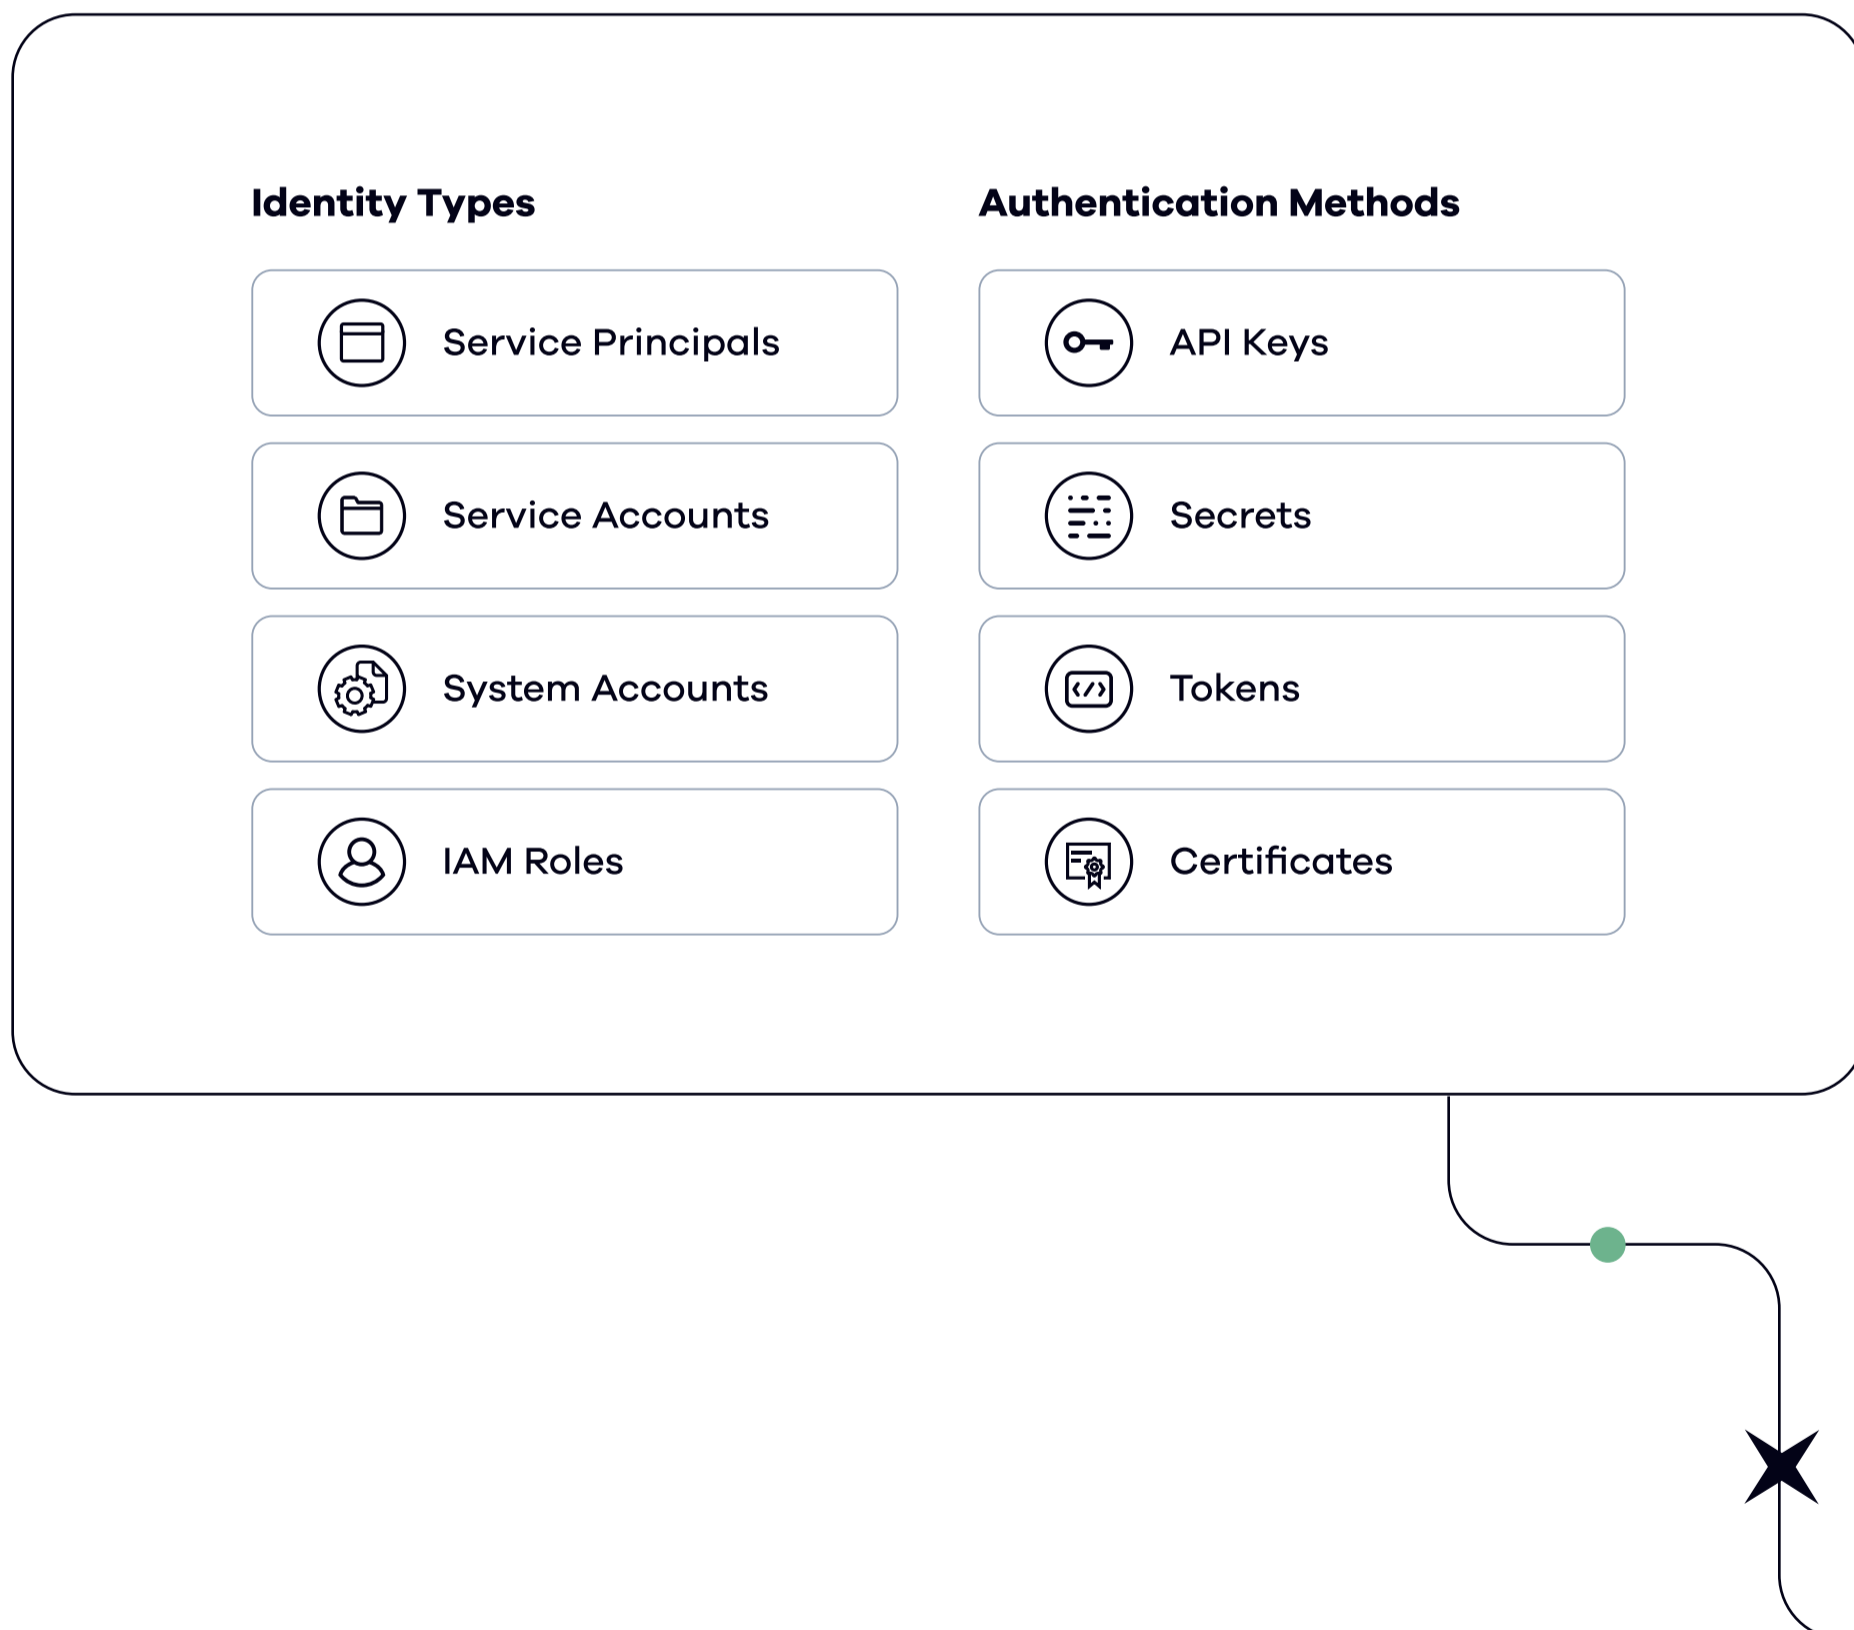 Identity Types
Service Principals
Service Accounts
System Accounts
IAM Roles
Authentication Methods
API Keys
Secrets
Tokens
Certificates